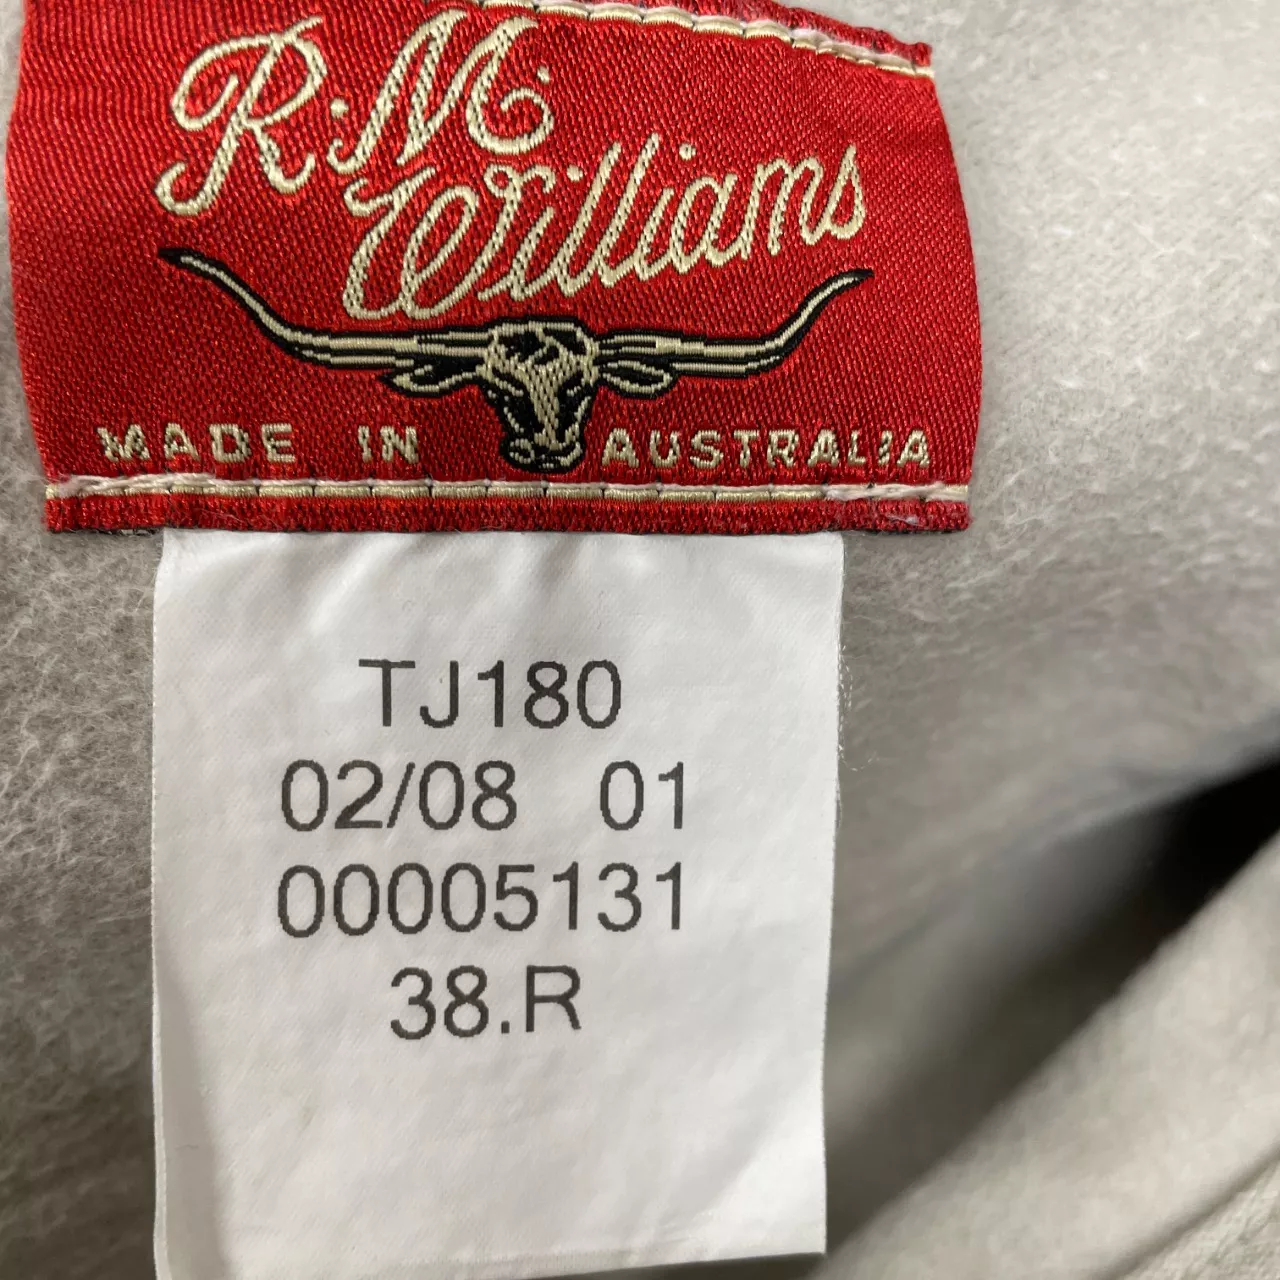 R.M.
Williams
MADE IN AUSTRALIA
TJ180
02/08 01
00005131
38.R